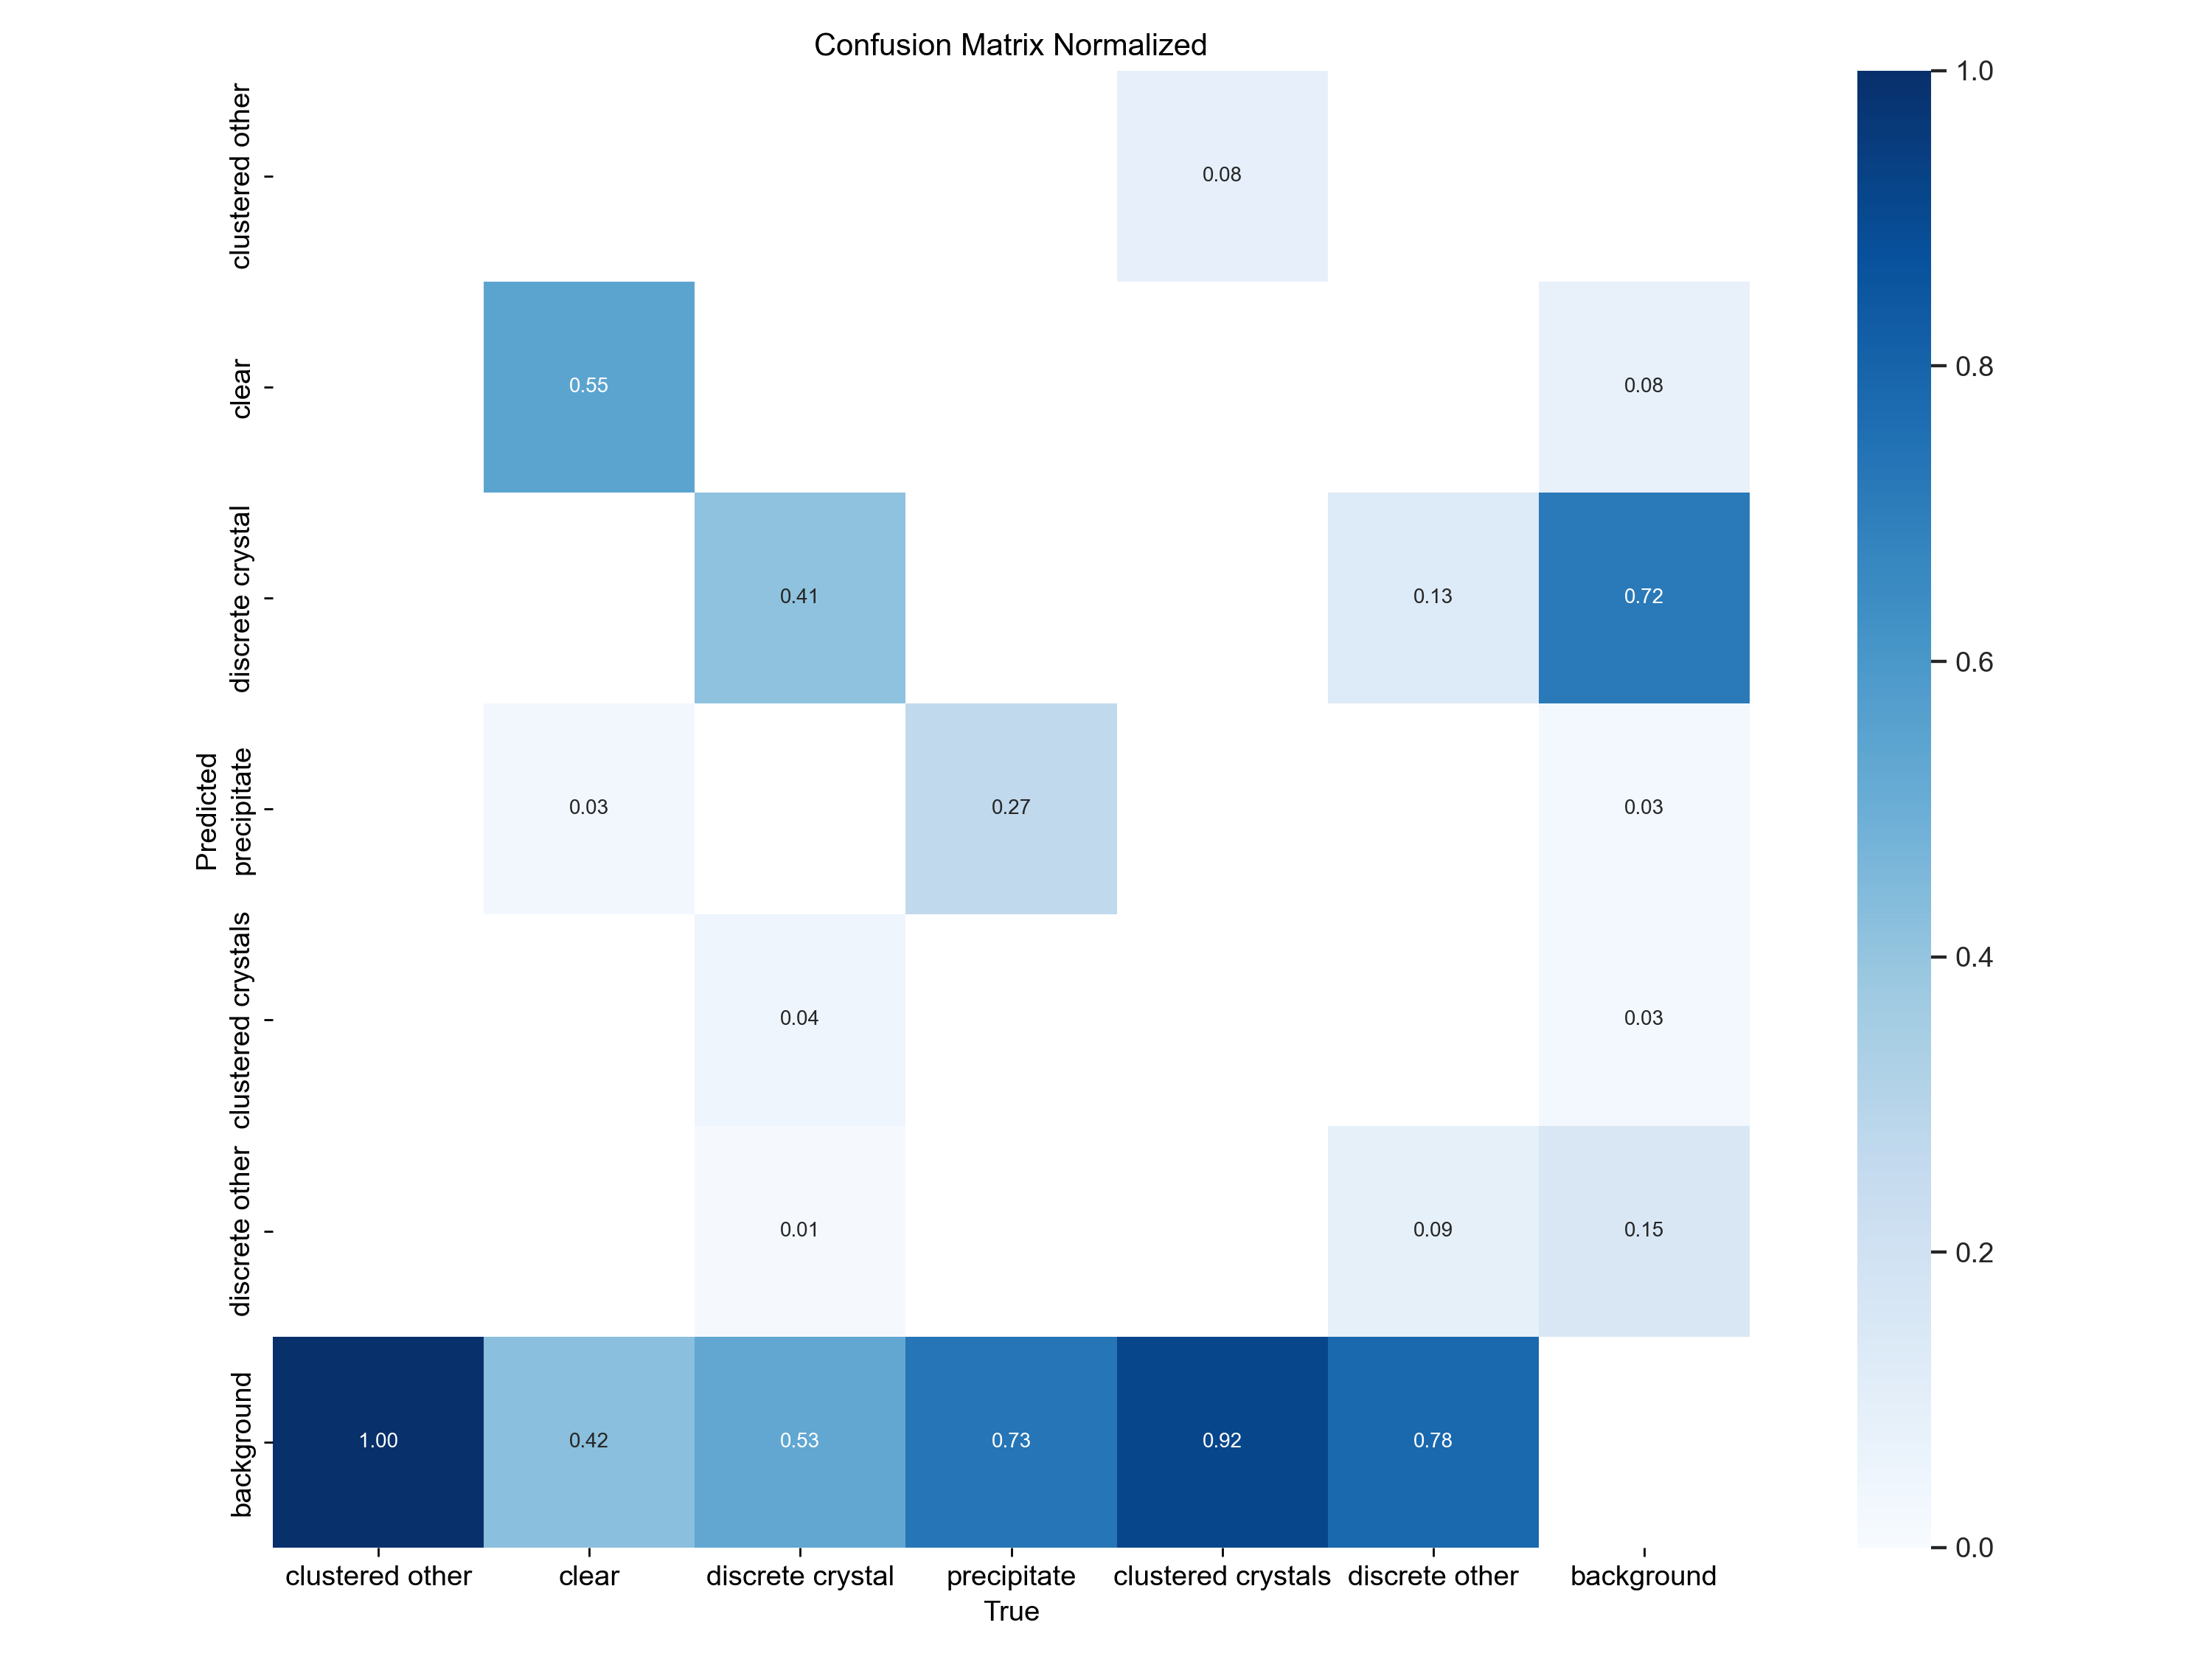 Confusion Matrix Normalized
clustered other
0.08
1.0
clear
0.55
0.08
0.8
discrete crystal
0.41
0.13
0.72
0.6
Predicted
precipitate
0.03
0.27
0.03
0.4
clustered crystals
0.04
0.03
discrete other
0.01
0.09
0.15
0.2
background
1.00
0.42
0.53
0.73
0.92
0.78
0.0
clustered other
clear
discrete crystal
precipitate
clustered crystals
discrete other
background
True